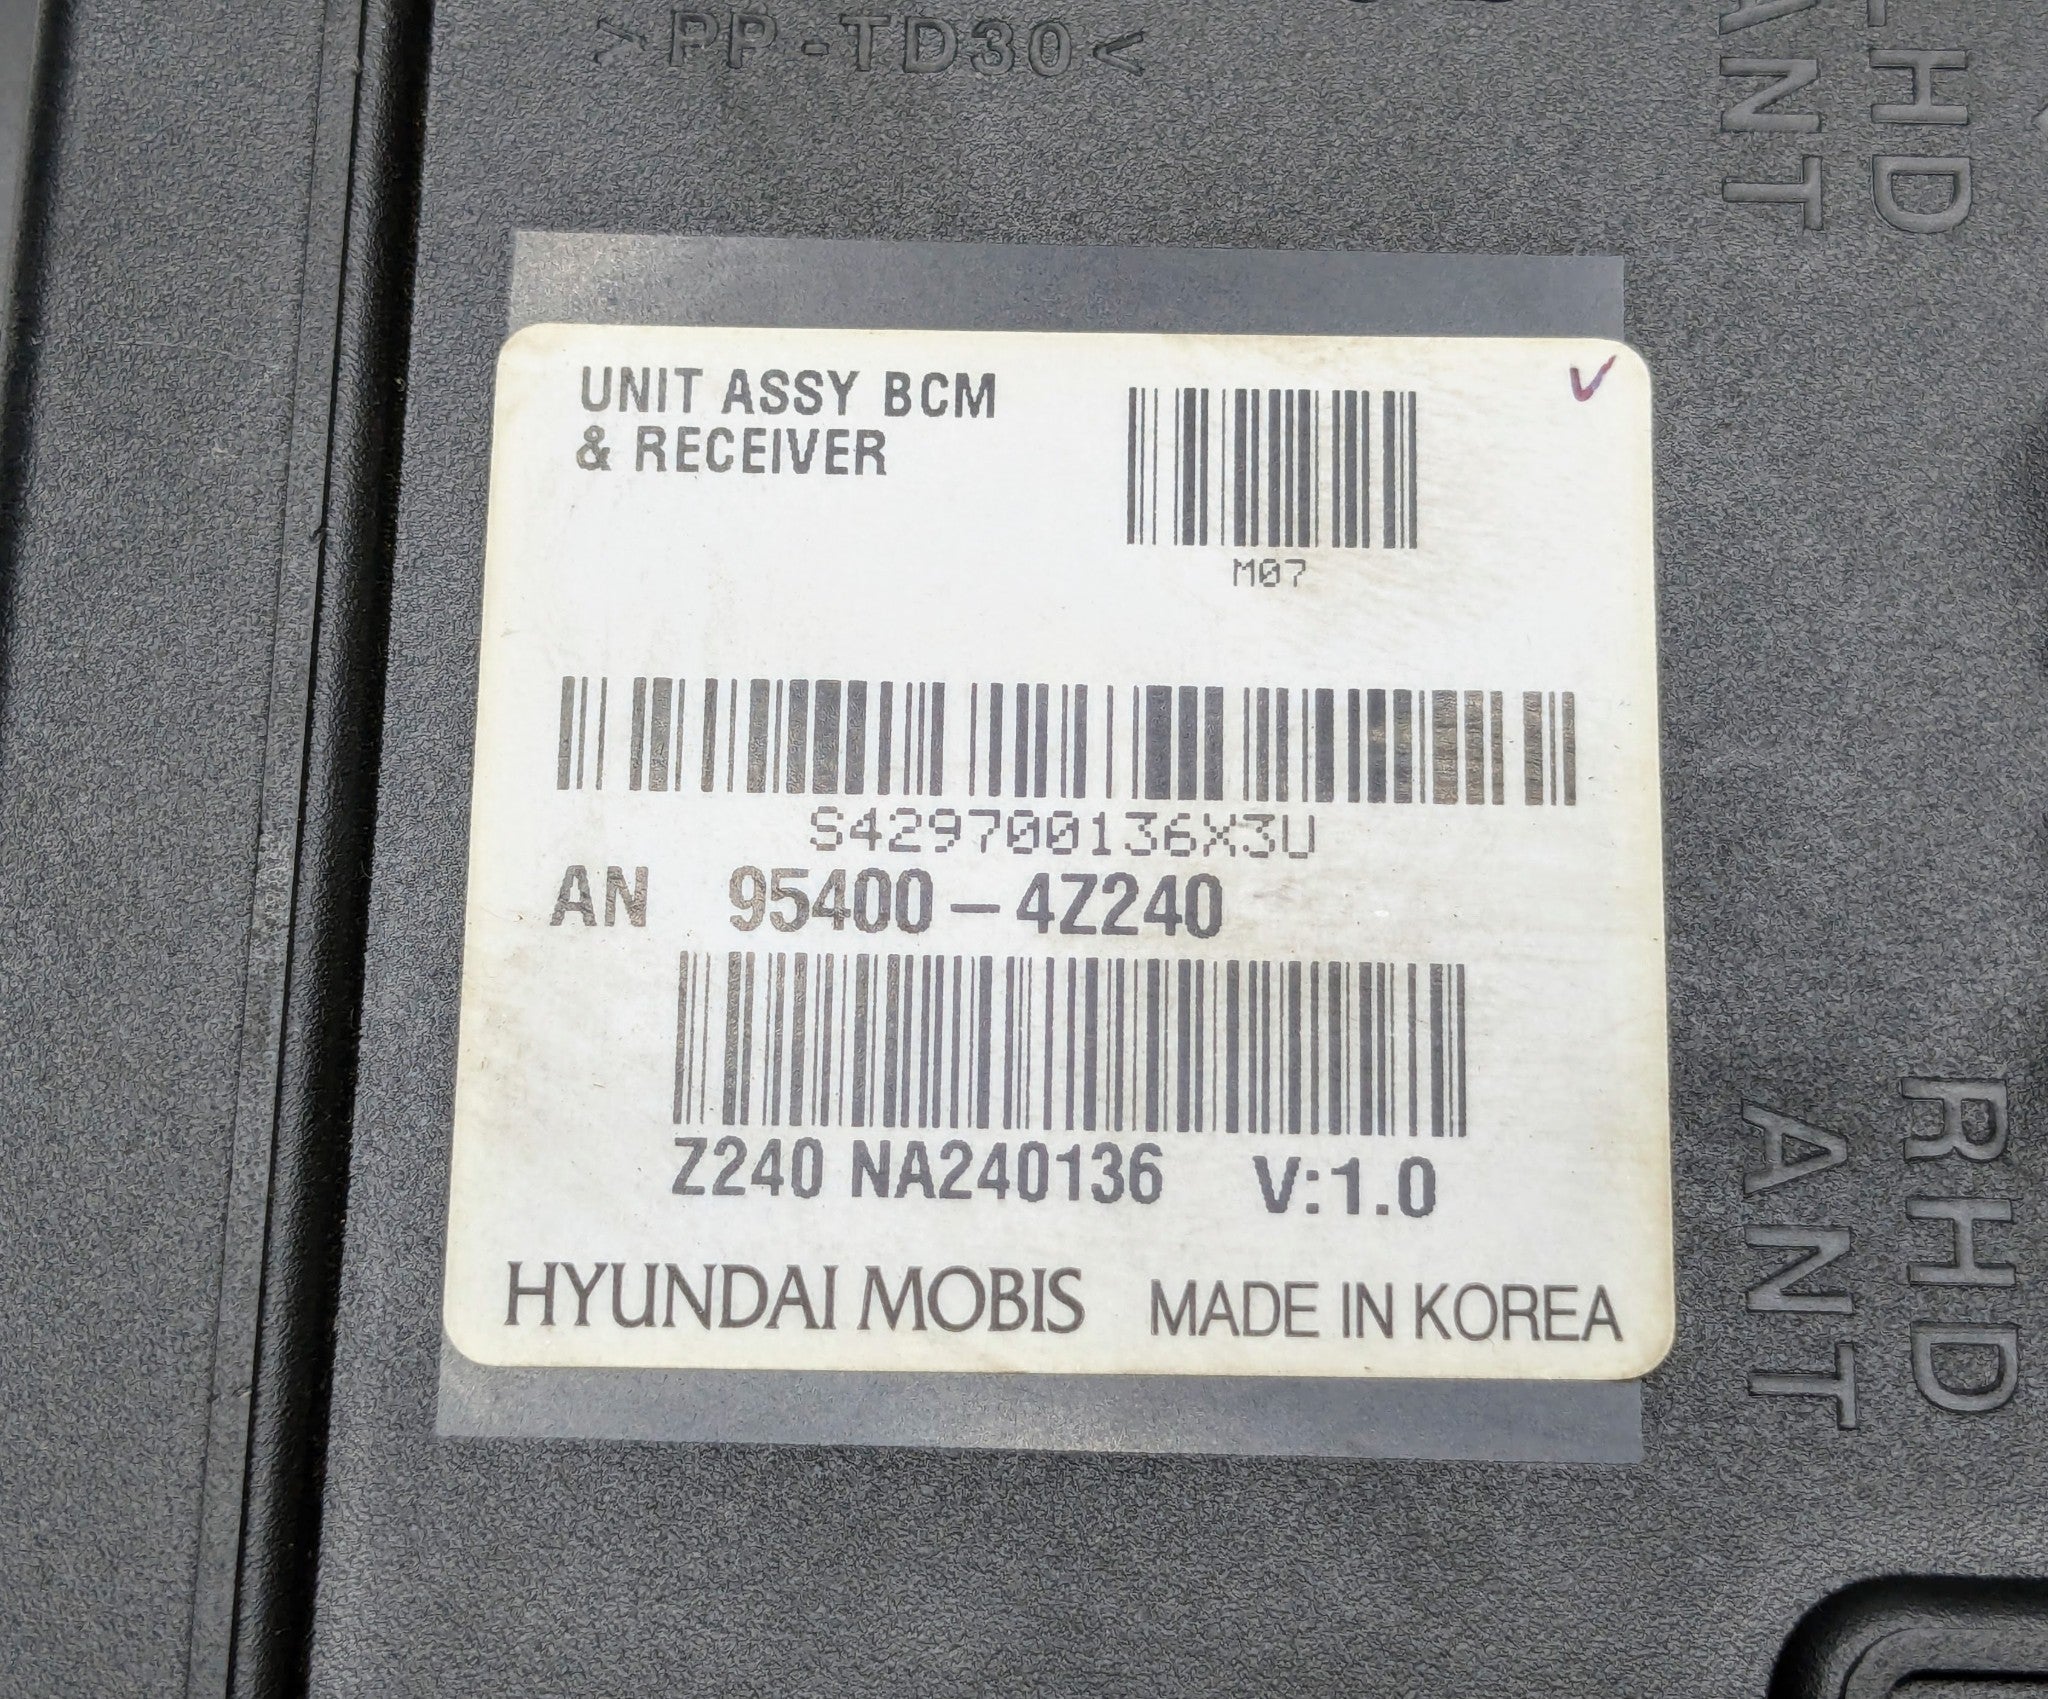 >PP-TD30<
LHD
ANT
UNIT ASSY BCM
& RECEIVER
M07
S429700136X3U
AN 95400-4Z240
Z240 NA240136 V:1.0
HYUNDAI MOBIS MADE IN KOREA
RHD
ANT